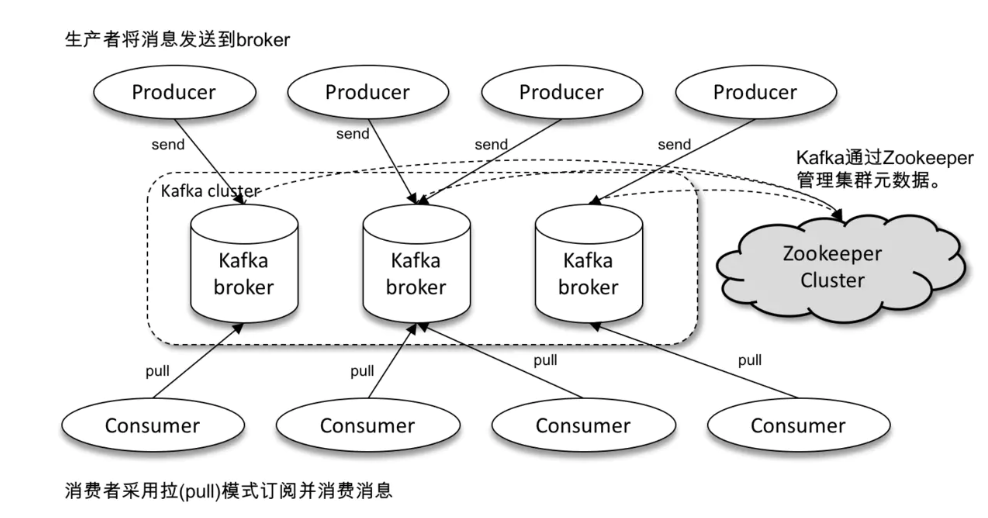 生产者将消息发送到broker
Producer
Producer
Producer
Producer
send
send
send
send
Kafka通过Zookeeper
管理集群元数据。
Kafka cluster
Kafka
broker
Kafka
broker
Kafka
broker
Zookeeper
Cluster
pull
pull
pull
pull
Consumer
Consumer
Consumer
Consumer
消费者采用拉(pull)模式订阅并消费消息